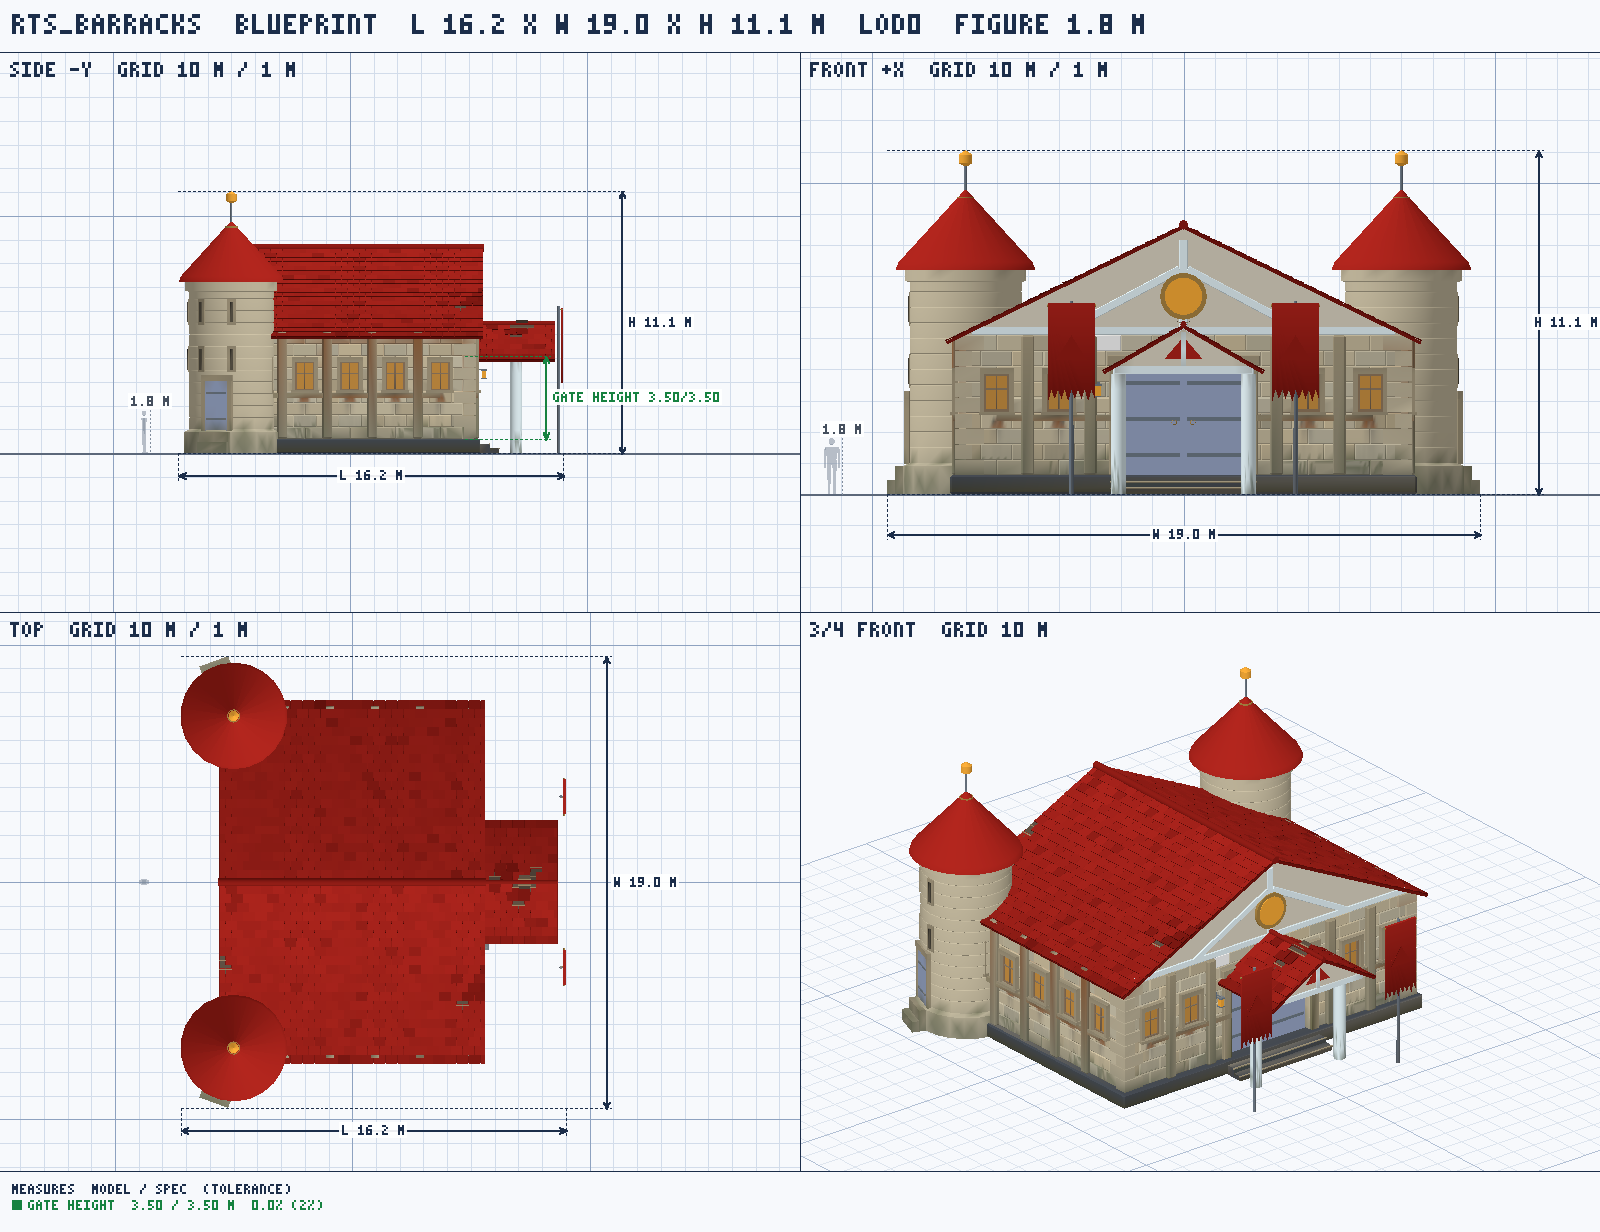 RTS_BARRACKS BLUEPRINT L 16.2 X W 19.0 X H 11.1 M LOD0 FIGURE 1.8 M
SIDE -Y GRID 10 M / 1 M
H 11.1 M
GATE HEIGHT 3.50/3.50
1.8 M
L 16.2 M
FRONT +X GRID 10 M / 1 M
H 11.1 M
1.8 M
W 19.0 M
TOP GRID 10 M / 1 M
W 19.0 M
L 16.2 M
3/4 FRONT GRID 10 M
MEASURES MODEL / SPEC (TOLERANCE)
GATE HEIGHT 3.50 / 3.50 M 0.0% (2%)